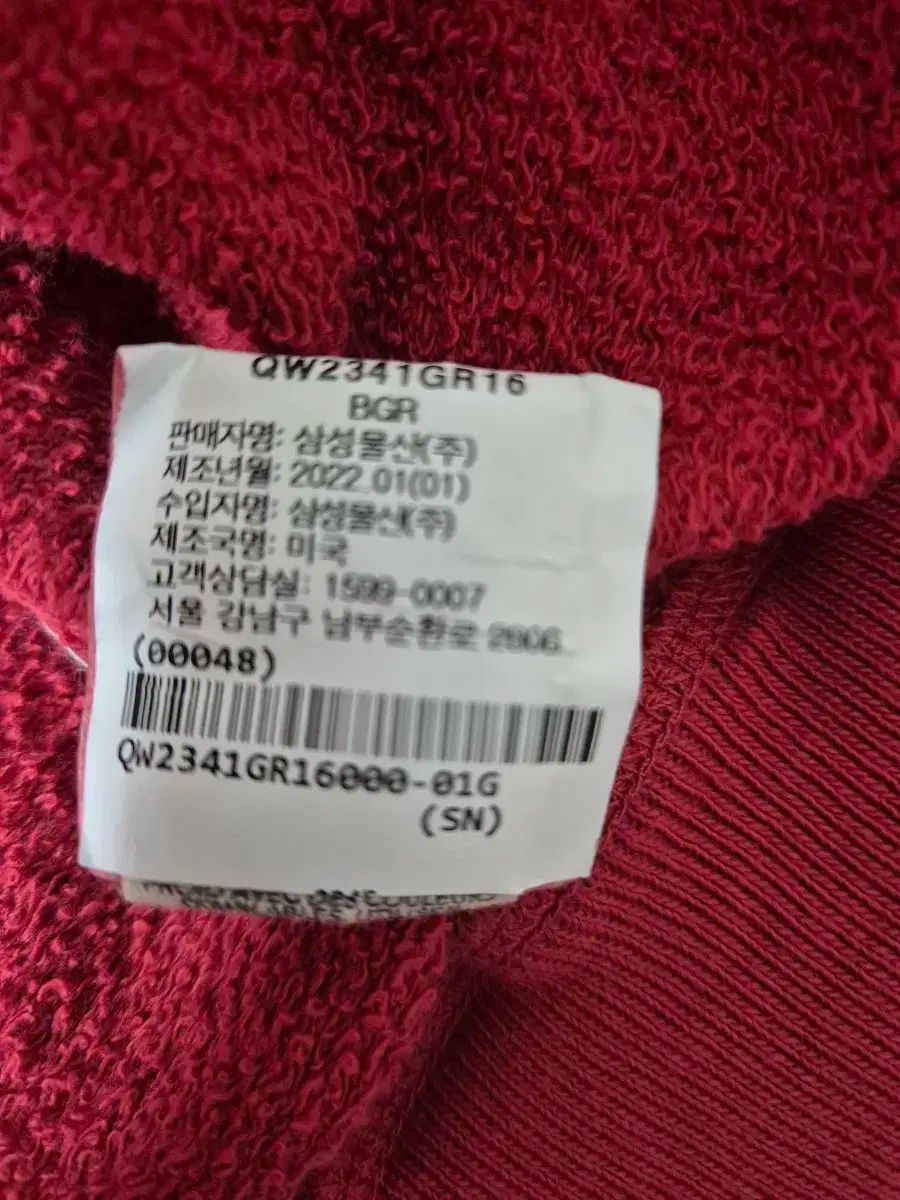 QW2341GR16
BGR
판매자명: 삼성물산(주)
제조년월: 2022.01(01)
수입자명: 삼성물산(주)
제조국명: 미국
고객상담실: 1599-0007
서울 강남구 남부순환로 2806..
(00048)
QW2341GR16000-01G
(SN)